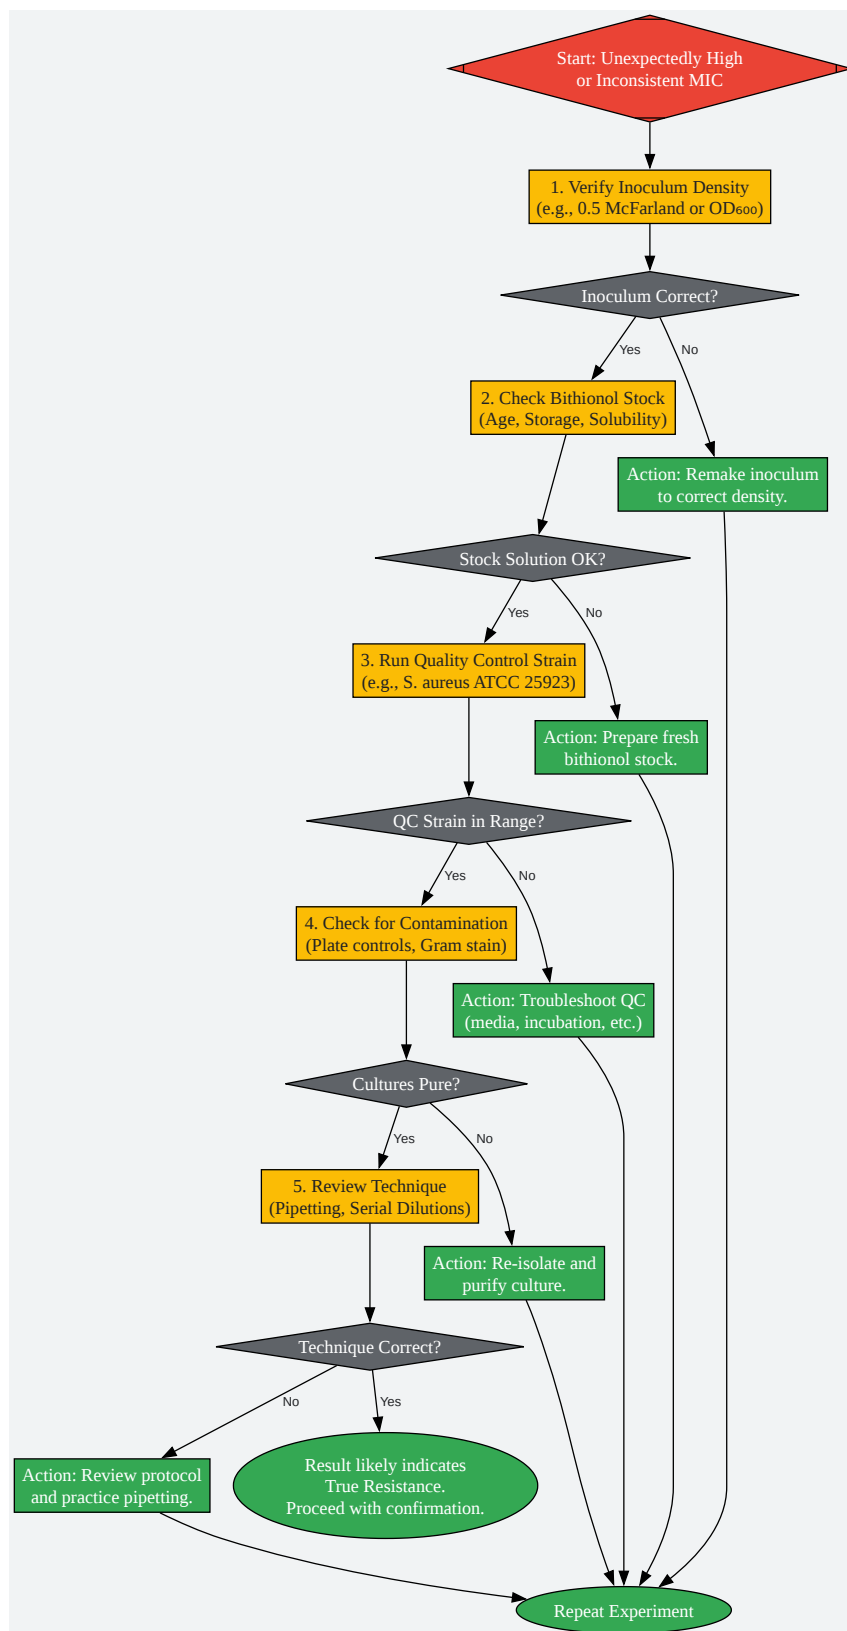 Start: Unexpectedly High
or Inconsistent MIC
1. Verify Inoculum Density
(e.g., 0.5 McFarland or OD₆₀₀)
Inoculum Correct?
Yes
No
2. Check Bithionol Stock
(Age, Storage, Solubility)
Action: Remake inoculum
to correct density.
Stock Solution OK?
Yes
No
3. Run Quality Control Strain
(e.g., S. aureus ATCC 25923)
Action: Prepare fresh
bithionol stock.
QC Strain in Range?
Yes
No
4. Check for Contamination
(Plate controls, Gram stain)
Action: Troubleshoot QC
(media, incubation, etc.)
Cultures Pure?
Yes
No
5. Review Technique
(Pipetting, Serial Dilutions)
Action: Re-isolate and
purify culture.
Technique Correct?
No
Yes
Action: Review protocol
and practice pipetting.
Result likely indicates
True Resistance.
Proceed with confirmation.
Repeat Experiment